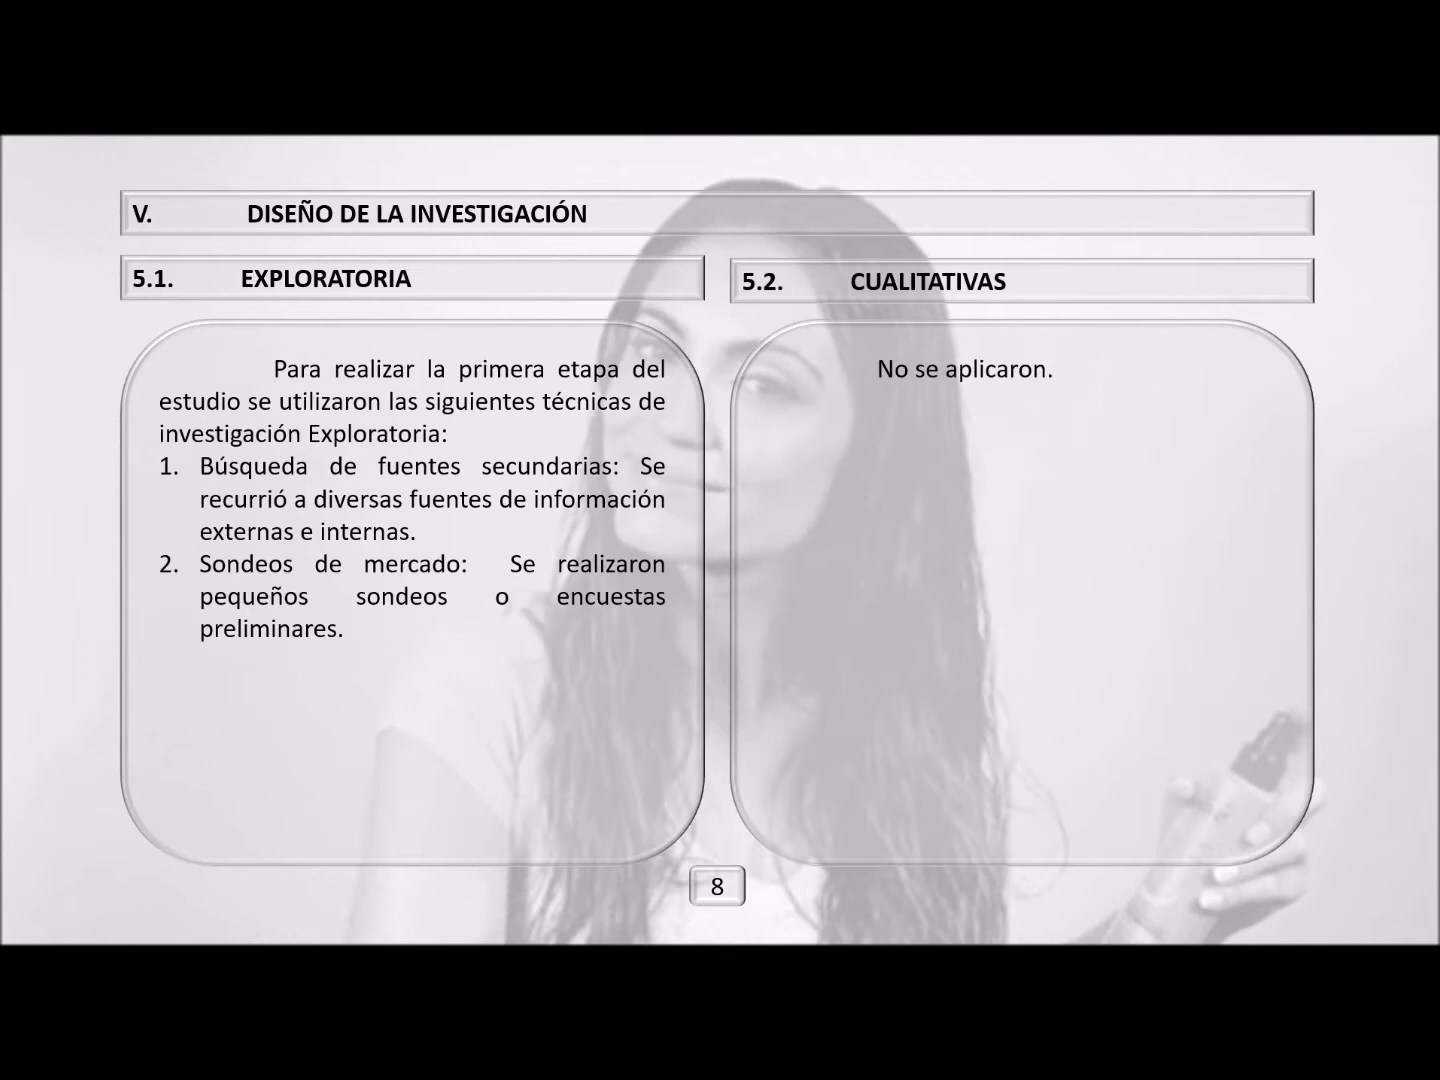 V. DISEÑO DE LA INVESTIGACIÓN
5.1. EXPLORATORIA
Para realizar la primera etapa del
estudio se utilizaron las siguientes técnicas de
investigación Exploratoria:
1. Búsqueda de fuentes secundarias: Se
recurrió a diversas fuentes de información
externas e internas.
2. Sondeos de mercado: Se realizaron
pequeños sondeos o encuestas
preliminares.
5.2. CUALITATIVAS
No se aplicaron.
8